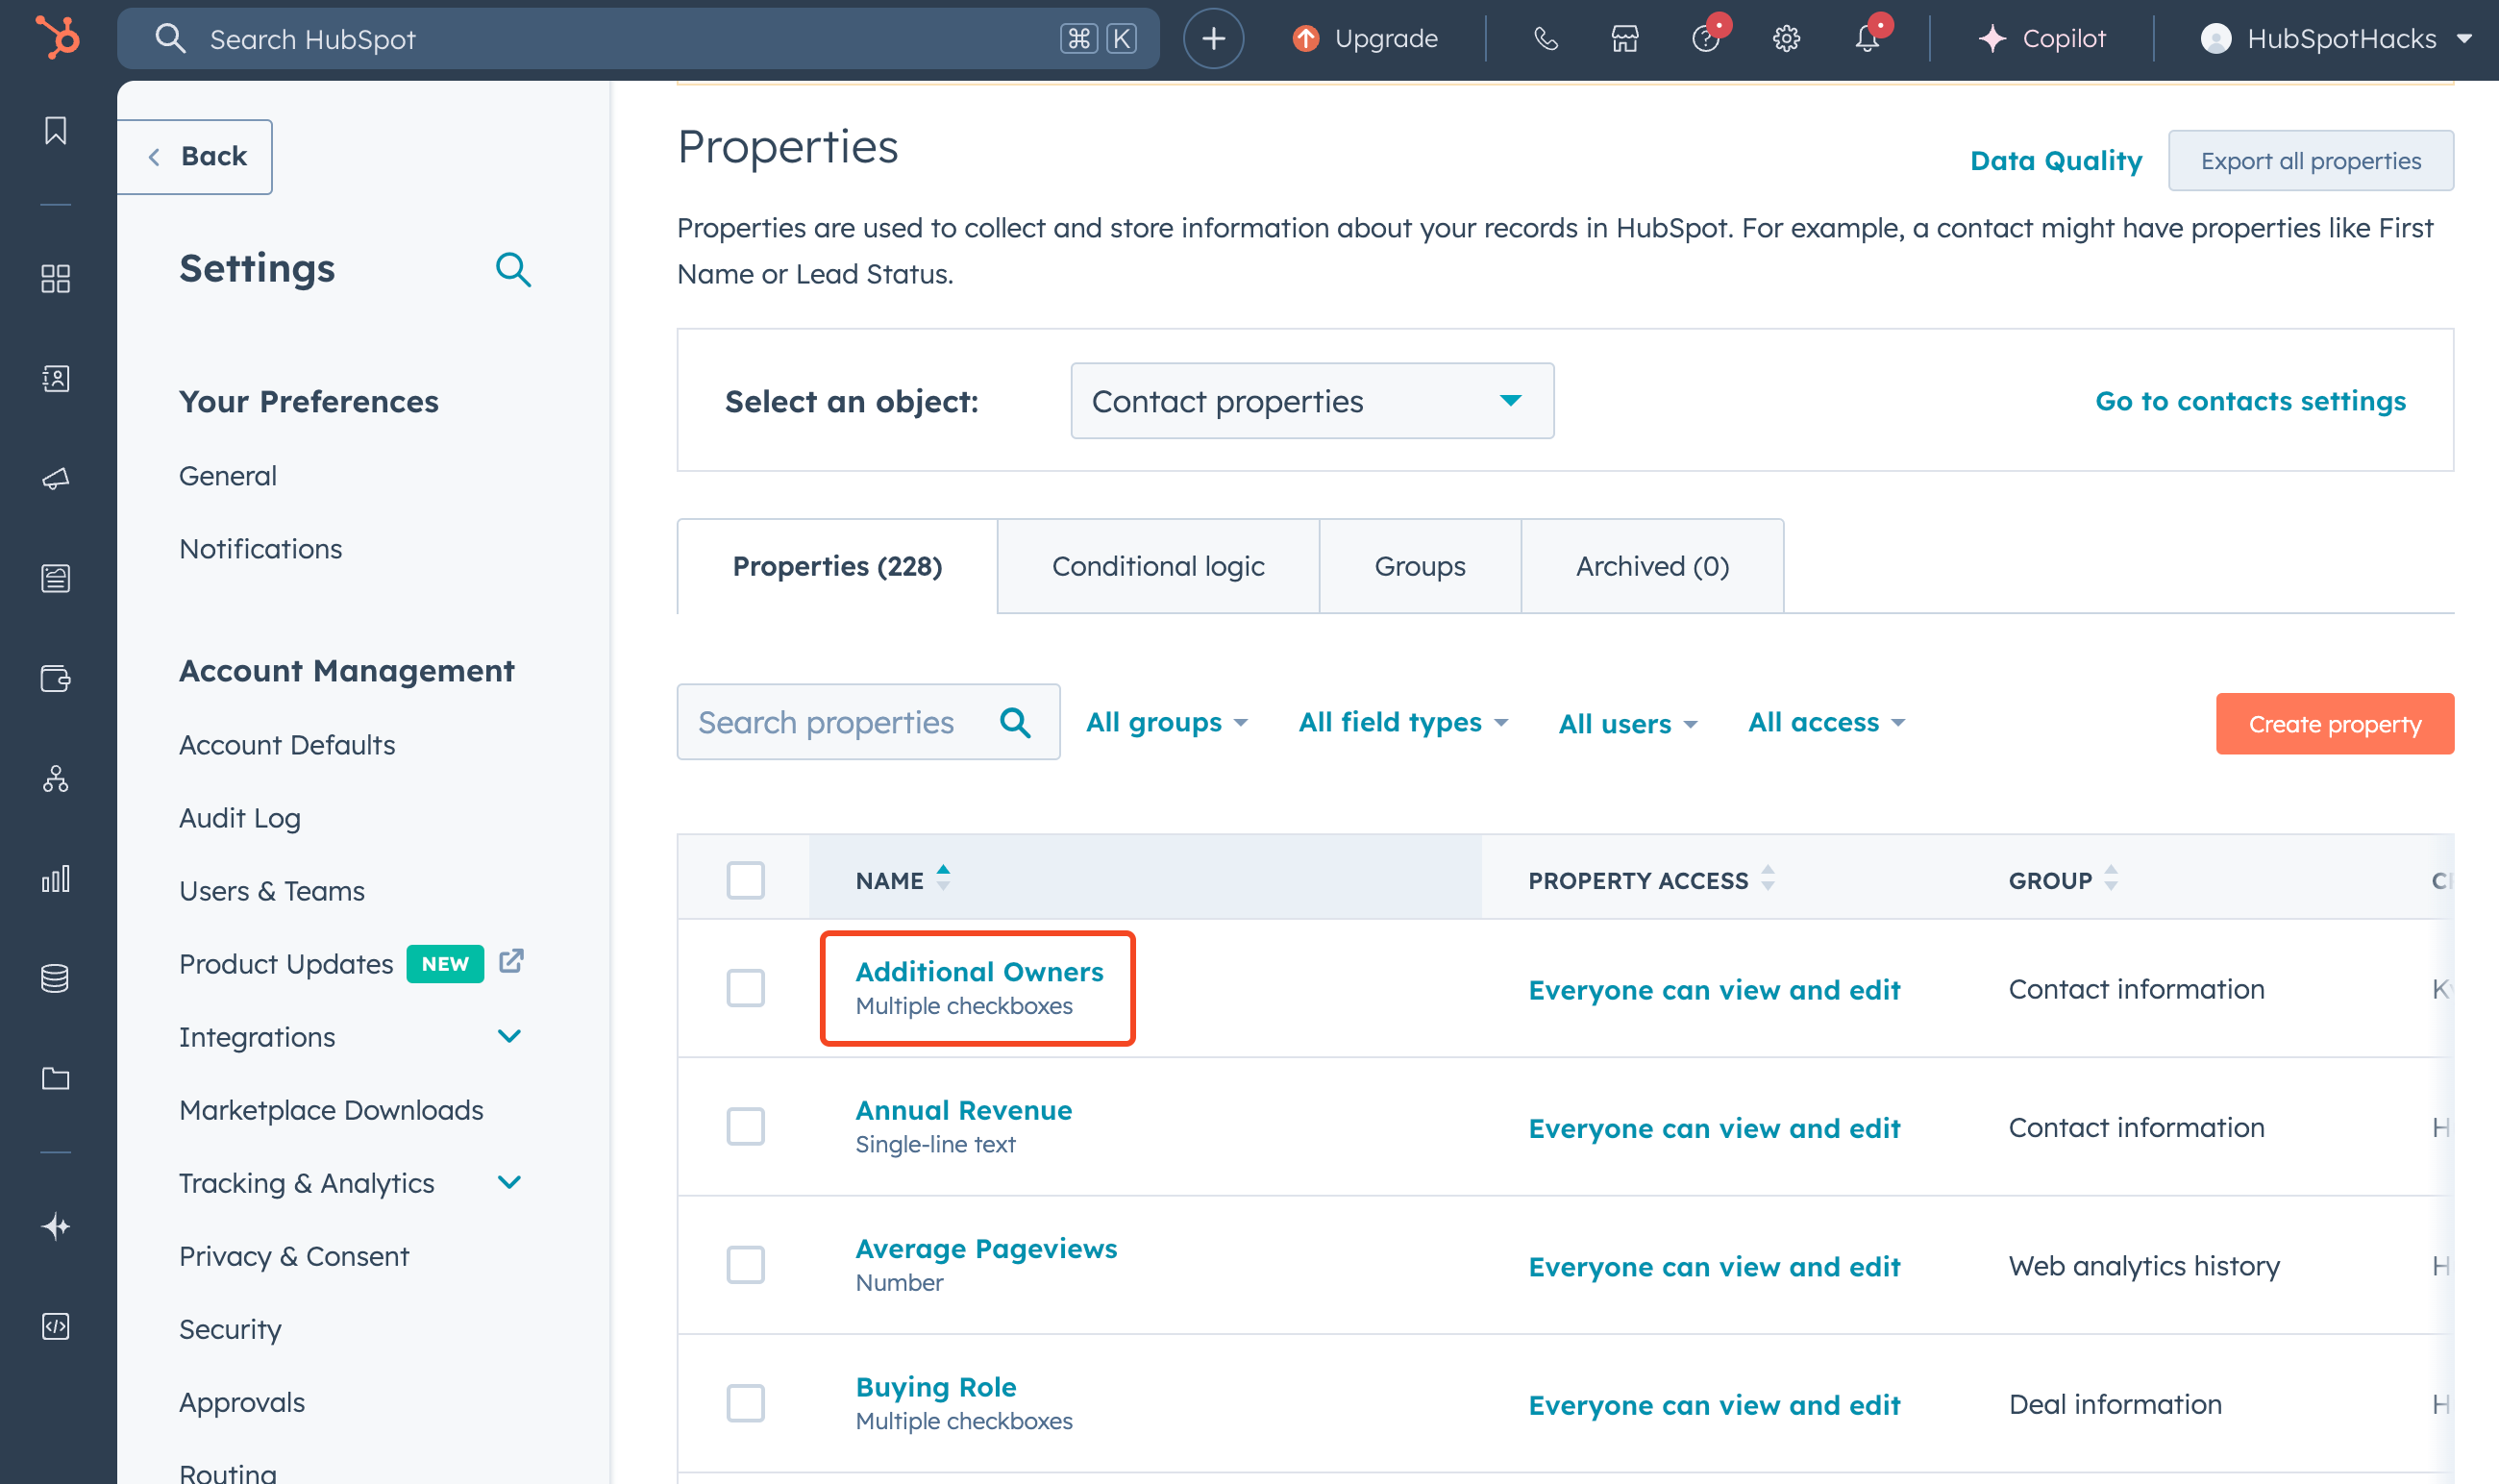 Search HubSpot
⌘ K
Upgrade
Copilot
HubSpotHacks
Back
Settings
Your Preferences
General
Notifications
Account Management
Account Defaults
Audit Log
Users & Teams
Product Updates NEW
Integrations
Marketplace Downloads
Tracking & Analytics
Privacy & Consent
Security
Approvals
Routing
Properties
Data Quality
Export all properties
Properties are used to collect and store information about your records in HubSpot. For example, a contact might have properties like First
Name or Lead Status.
Select an object:
Contact properties
Go to contacts settings
Properties (228)
Conditional logic
Groups
Archived (0)
Search properties
All groups
All field types
All users
All access
Create property
NAME
PROPERTY ACCESS
GROUP
Additional Owners
Multiple checkboxes
Everyone can view and edit
Contact information
Annual Revenue
Single-line text
Everyone can view and edit
Contact information
Average Pageviews
Number
Everyone can view and edit
Web analytics history
Buying Role
Multiple checkboxes
Everyone can view and edit
Deal information